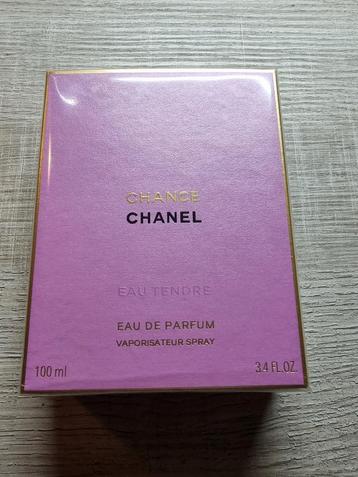 CHANCE
CHANEL
EAU TENDRE
EAU DE PARFUM
VAPORISATEUR SPRAY
100 ml 3.4 FL.OZ.